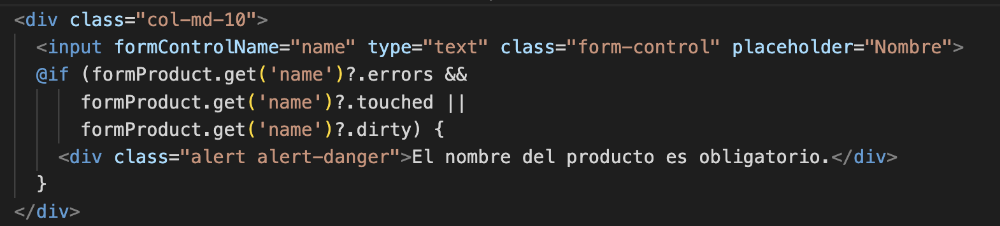 <div class="col-md-10">
<input formControlName="name" type="text" class="form-control" placeholder="Nombre">
@if (formProduct.get('name')?.errors &&
formProduct.get('name')?.touched ||
formProduct.get('name')?.dirty) {
<div class="alert alert-danger">El nombre del producto es obligatorio.</div>
}
</div>